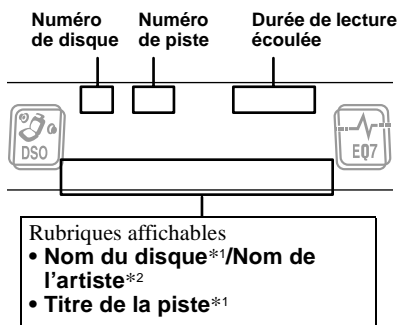 Numéro de disque
Numéro de piste
Durée de lecture écoulée
DSO
EQ7
Rubriques affichables
• Nom du disque*1/Nom de
l’artiste*2
• Titre de la piste*1